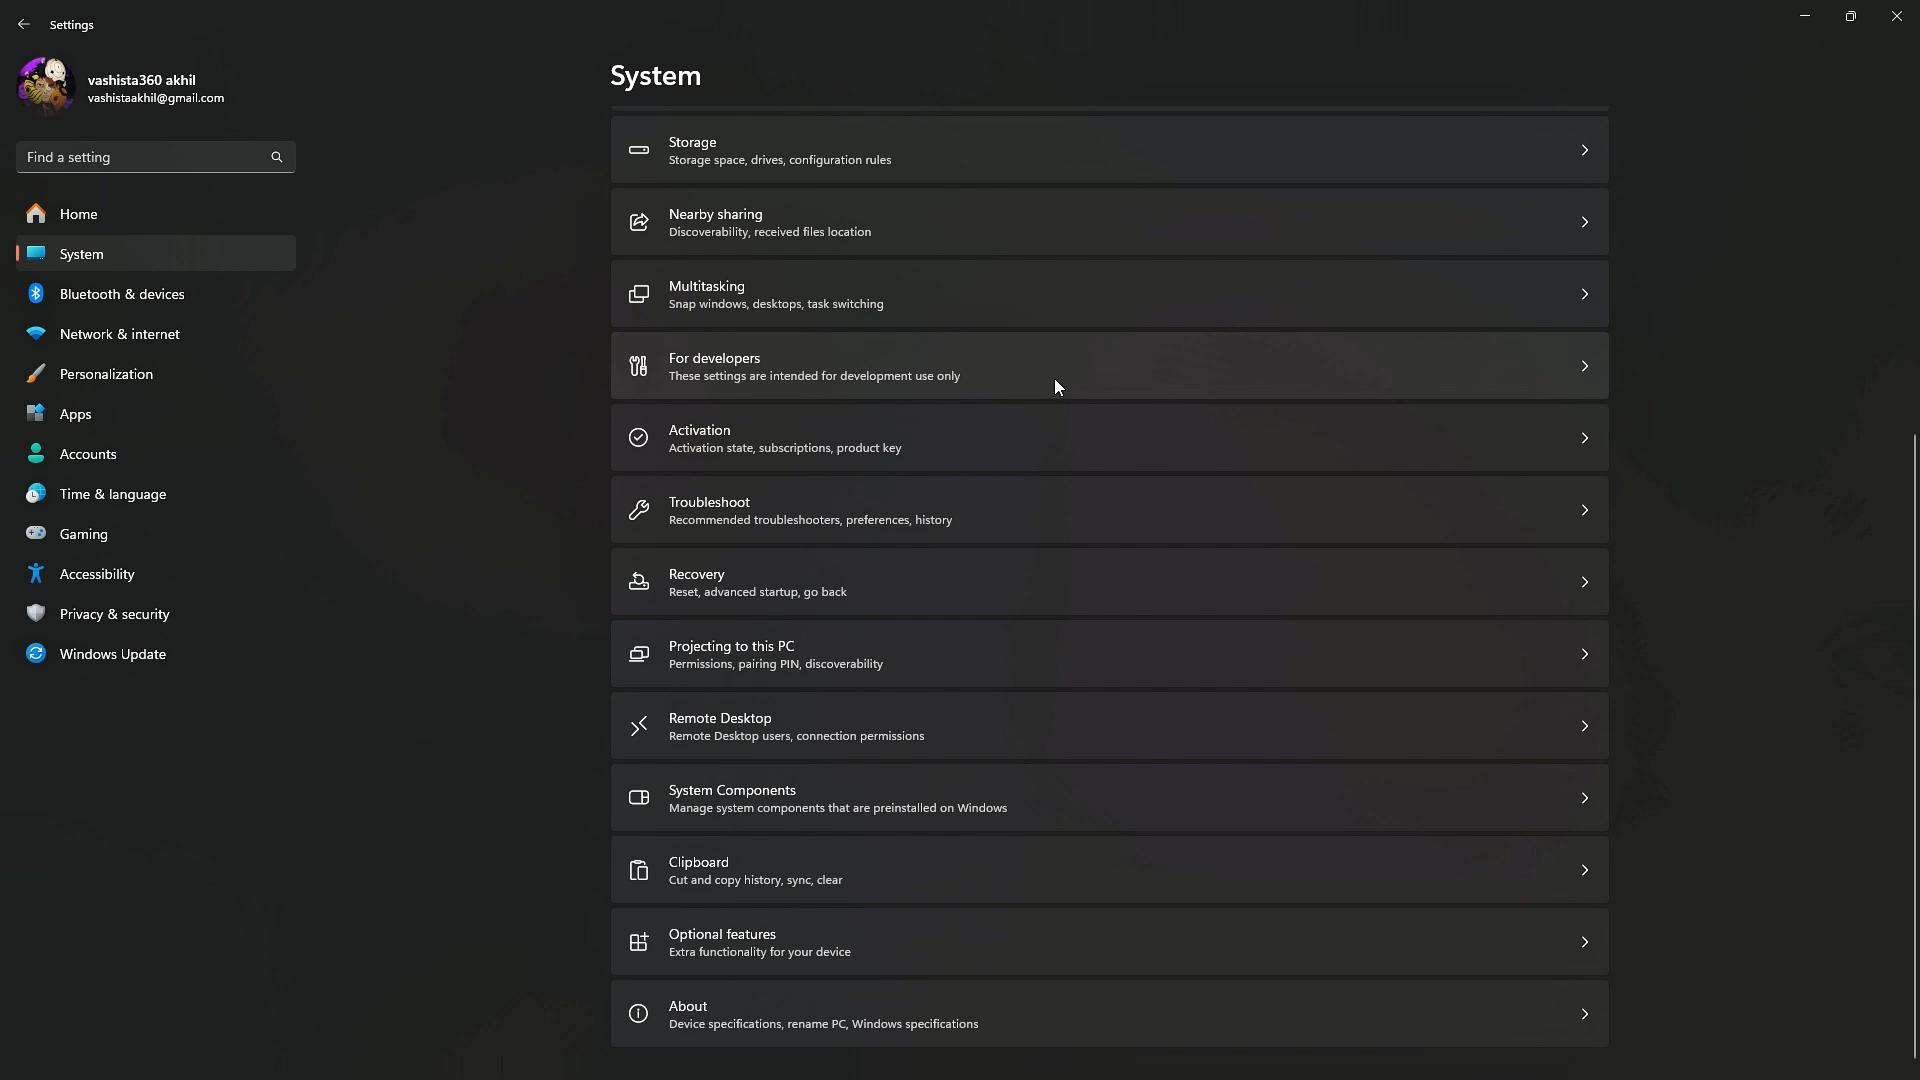 Settings
vashista360 akhil
vashistaakhil@gmail.com
Find a setting
Home
System
Bluetooth & devices
Network & internet
Personalization
Apps
Accounts
Time & language
Gaming
Accessibility
Privacy & security
Windows Update
System
Storage
Storage space, drives, configuration rules
Nearby sharing
Discoverability, received files location
Multitasking
Snap windows, desktops, task switching
For developers
These settings are intended for development use only
Activation
Activation state, subscriptions, product key
Troubleshoot
Recommended troubleshooters, preferences, history
Recovery
Reset, advanced startup, go back
Projecting to this PC
Permissions, pairing PIN, discoverability
Remote Desktop
Remote Desktop users, connection permissions
System Components
Manage system components that are preinstalled on Windows
Clipboard
Cut and copy history, sync, clear
Optional features
Extra functionality for your device
About
Device specifications, rename PC, Windows specifications